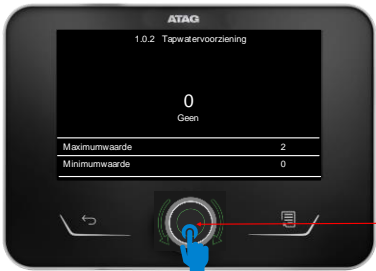 ATAG
1.0.2 Tapwatervoorziening
0
Geen
Maximumwaarde 2
Minimumwaarde 0